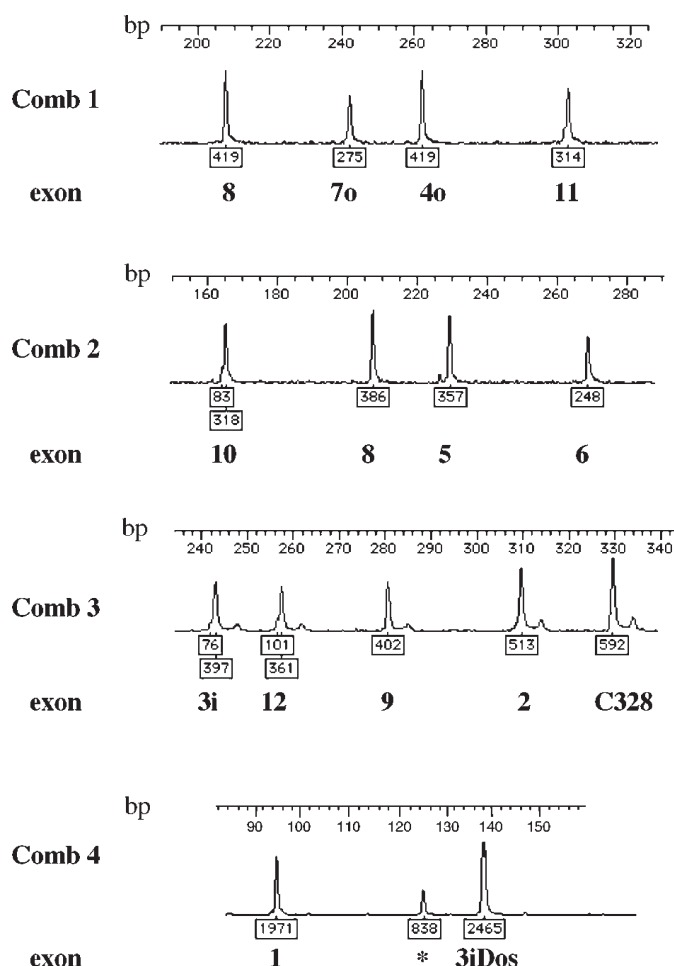 bp
200 220 240 260 280 300 320
Comb 1
419 275 419 314
exon 8 7o 4o 11
bp
160 180 200 220 240 260 280
Comb 2
83 386 357 248
318
exon 10 8 5 6
bp
240 250 260 270 280 290 300 310 320 330 340
Comb 3
76 101 402 513 592
397 361
exon 3i 12 9 2 C328
bp
90 100 110 120 130 140 150
Comb 4
1971 838 2465
exon 1 * 3iDos